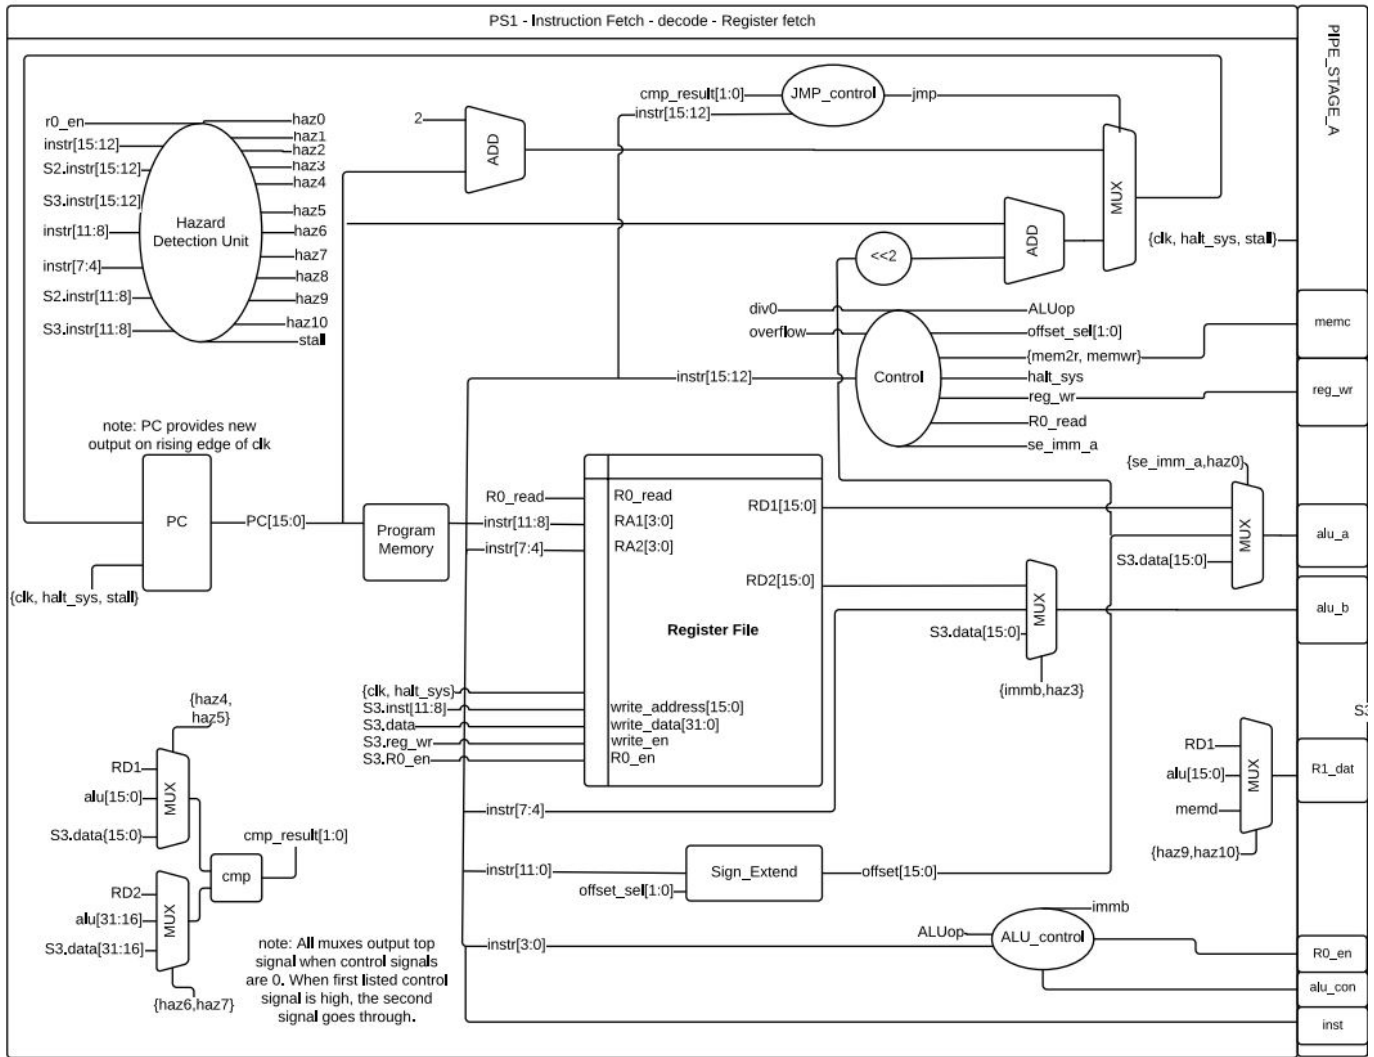 PS1 - Instruction Fetch - decode - Register fetch
PIPE_STAGE_A
r0_en
instr[15:12]
S2.instr[15:12]
S3.instr[15:12]
instr[11:8]
instr[7:4]
S2.instr[11:8]
S3.instr[11:8]
Hazard
Detection Unit
haz0
haz1
haz2
haz3
haz4
haz5
haz6
haz7
haz8
haz9
haz10
stall
2
ADD
cmp_result[1:0]
instr[15:12]
JMP_control
jmp
MUX
ADD
<<2
{clk, halt_sys, stall}
div0
overflow
instr[15:12]
Control
ALUop
offset_sel[1:0]
{mem2r, memwr}
halt_sys
reg_wr
R0_read
se_imm_a
memc
reg_wr
note: PC provides new
output on rising edge of clk
PC
PC[15:0]
{clk, halt_sys, stall}
Program
Memory
R0_read
instr[11:8]
instr[7:4]
R0_read
RA1[3:0]
RA2[3:0]
RD1[15:0]
RD2[15:0]
Register File
{clk, halt_sys}
S3.inst[11:8]
S3.data
S3.reg_wr
S3.R0_en
write_address[15:0]
write_data[31:0]
write_en
R0_en
{se_imm_a,haz0}
MUX
S3.data[15:0]
alu_a
MUX
S3.data[15:0]
{immb,haz3}
alu_b
{haz4,
haz5}
RD1
alu[15:0]
S3.data{15:0}
MUX
cmp_result[1:0]
cmp
RD2
alu[31:16]
S3.data[31:16]
MUX
{haz6,haz7}
note: All muxes output top
signal when control signals
are 0. When first listed control
signal is high, the second
signal goes through.
instr[7:4]
instr[11:0]
offset_sel[1:0]
Sign_Extend
offset[15:0]
instr[3:0]
ALUop
ALU_control
immb
RD1
alu[15:0]
memd
MUX
{haz9,haz10}
S3
R1_dat
R0_en
alu_con
inst